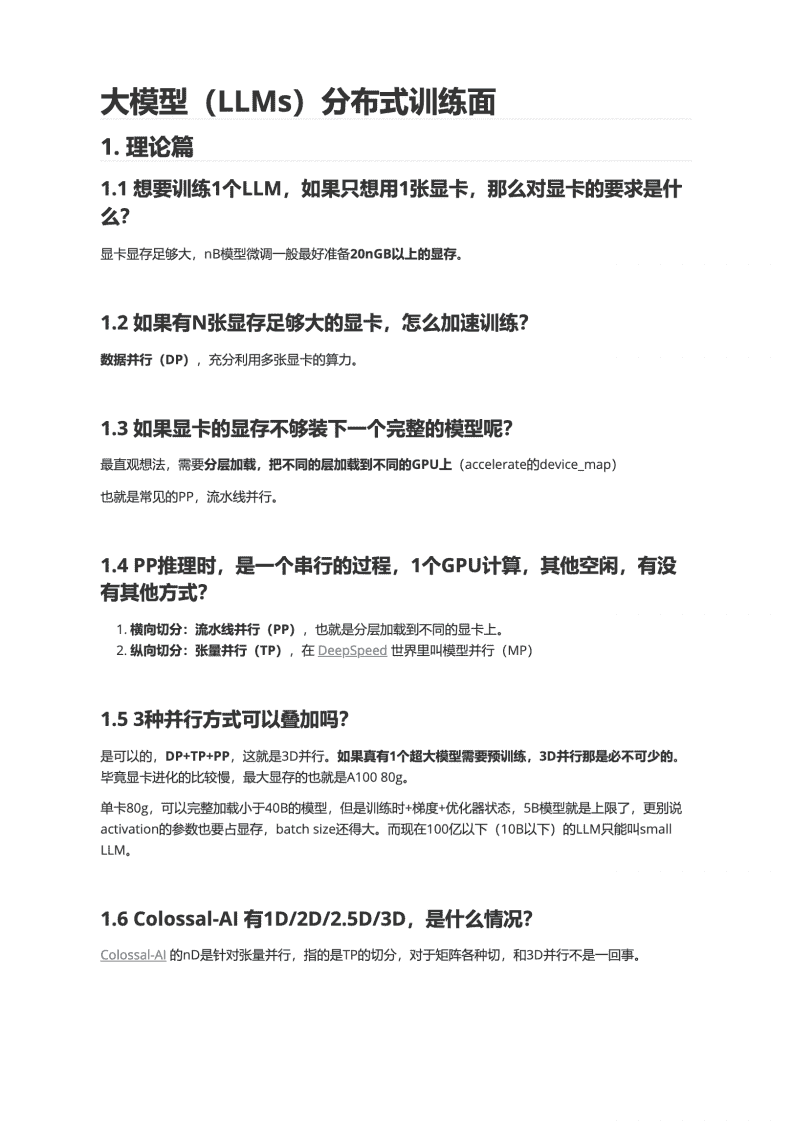 大模型（LLMs）分布式训练面
1. 理论篇
1.1 想要训练1个LLM，如果只想用1张显卡，那么对显卡的要求是什
么？
显卡显存足够大，nB模型微调一般最好准备20nGB以上的显存。
1.2 如果有N张显存足够大的显卡，怎么加速训练？
数据并行（DP），充分利用多张显卡的算力。
1.3 如果显卡的显存不够装下一个完整的模型呢？
最直观想法，需要分层加载，把不同的层加载到不同的GPU上（accelerate的device_map）
也就是常见的PP，流水线并行。
1.4 PP推理时，是一个串行的过程，1个GPU计算，其他空闲，有没
有其他方式？
1. 横向切分：流水线并行（PP），也就是分层加载到不同的显卡上。
2. 纵向切分：张量并行（TP），在 DeepSpeed 世界里叫模型并行（MP）
1.5 3种并行方式可以叠加吗？
是可以的，DP+TP+PP，这就是3D并行。如果真有1个超大模型需要预训练，3D并行那是必不可少的。
毕竟显卡进化的比较慢，最大显存的也就是A100 80g。
单卡80g，可以完整加载小于40B的模型，但是训练时+梯度+优化器状态，5B模型就是上限了，更别说
activation的参数也要占显存，batch size还得大。而现在100亿以下（10B以下）的LLM只能叫small
LLM。
1.6 Colossal-AI 有1D/2D/2.5D/3D，是什么情况？
Colossal-AI 的nD是针对张量并行，指的是TP的切分，对于矩阵各种切，和3D并行不是一回事。